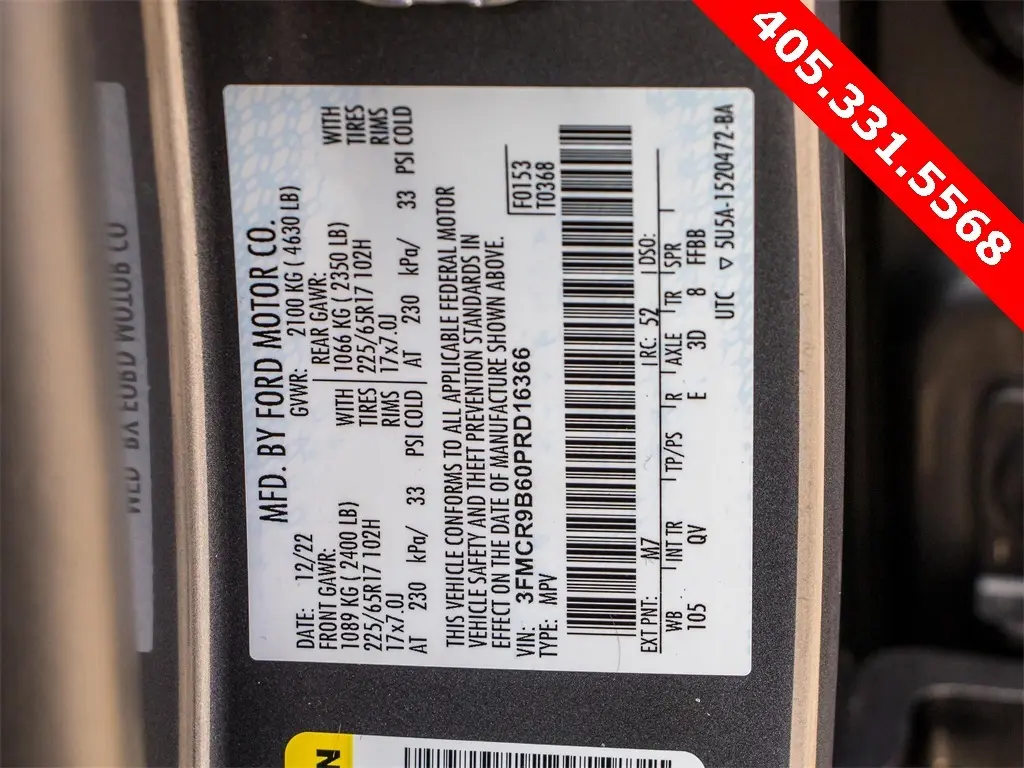 405.331.5568
MFD. BY FORD MOTOR CO.
DATE: 12/22 GVWR: 2100 KG ( 4630 LB)
FRONT GAWR: REAR GAWR:
1089 KG ( 2400 LB) WITH 1066 KG ( 2350 LB) WITH
225/65R17 102H TIRES 225/65R17 102H TIRES
17x7.0J RIMS 17x7.0J RIMS
AT 230 kPa/ 33 PSI COLD AT 230 kPa/ 33 PSI COLD
THIS VEHICLE CONFORMS TO ALL APPLICABLE FEDERAL MOTOR
VEHICLE SAFETY AND THEFT PREVENTION STANDARDS IN
EFFECT ON THE DATE OF MANUFACTURE SHOWN ABOVE.
VIN: 3FMCR9B60PRD16366 F0153
TYPE: MPV T0368
EXT PNT: M7 RC: 52 DSO:
WB INT TR TP/PS R AXLE TR SPR
105 QV E 3D 8 FFBB
UTC ▽ 5U5A-1520472-BA